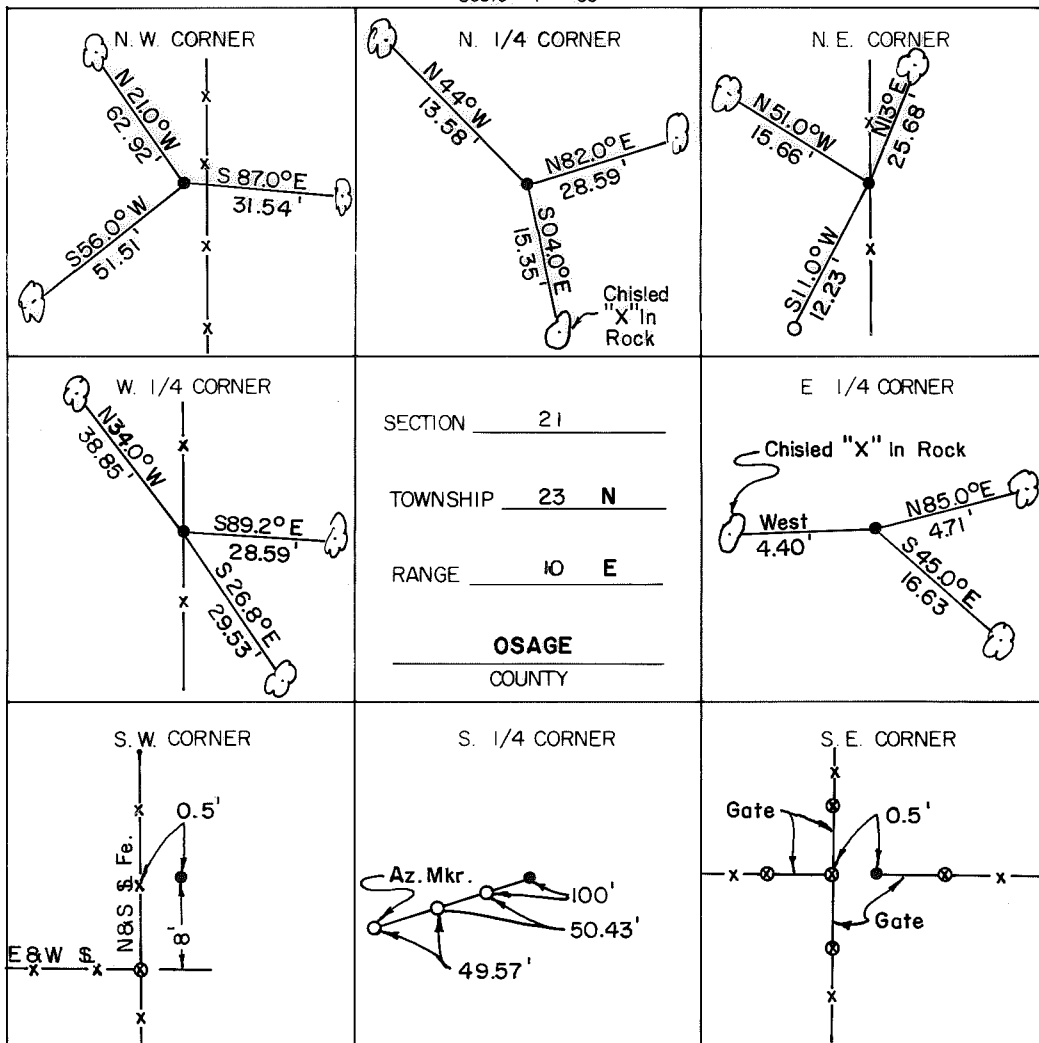 N. W. CORNER
N 21.0° W
62.92'
S 87.0° E
31.54'
S56.0° W
51.51'
N. 1/4 CORNER
N 44° W
13.58'
N82.0° E
28.59'
S04.0° E
15.35'
Chisled
"X" In
Rock
N. E. CORNER
N51.0° W
15.66'
N13° E
25.68'
S11.0° W
12.23'
W. 1/4 CORNER
N34.0° W
38.85'
S89.2° E
28.59'
S 26.8° E
29.53'
SECTION 21
TOWNSHIP 23 N
RANGE 10 E
OSAGE
COUNTY
E 1/4 CORNER
Chisled "X" In Rock
West
4.40'
N85.0° E
4.71'
S45.0° E
16.63
S. W. CORNER
0.5'
N&S Fe.
8'
E&W
S. 1/4 CORNER
Az. Mkr.
100'
50.43'
49.57'
S. E. CORNER
Gate
0.5'
Gate